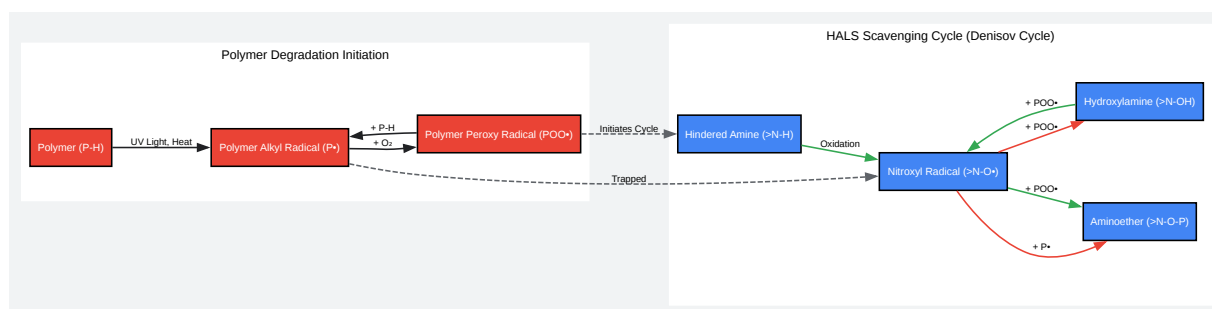 Polymer Degradation Initiation
Polymer (P-H)
UV Light, Heat
Polymer Alkyl Radical (P•)
+ P-H
+ O₂
Polymer Peroxy Radical (POO•)
Initiates Cycle
Trapped
HALS Scavenging Cycle (Denisov Cycle)
Hindered Amine (>N-H)
Oxidation
Nitroxyl Radical (>N-O•)
+ POO•
+ POO•
Hydroxylamine (>N-OH)
+ POO•
Aminoether (>N-O-P)
+ P•